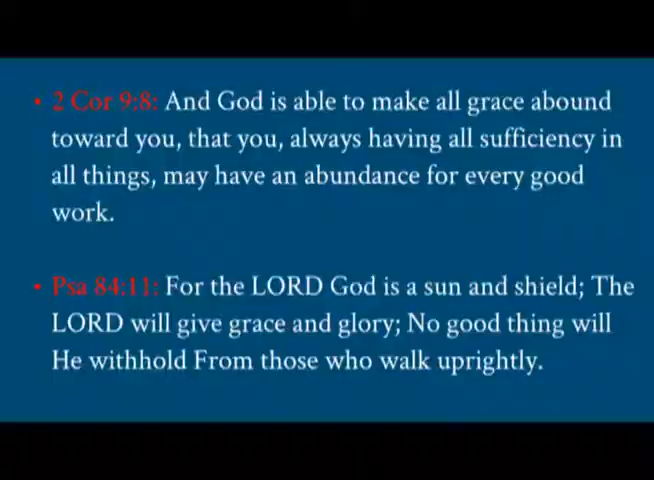 • 2 Cor 9:8: And God is able to make all grace abound
toward you, that you, always having all sufficiency in
all things, may have an abundance for every good
work.
• Psa 84:11: For the LORD God is a sun and shield; The
LORD will give grace and glory; No good thing will
He withhold From those who walk uprightly.